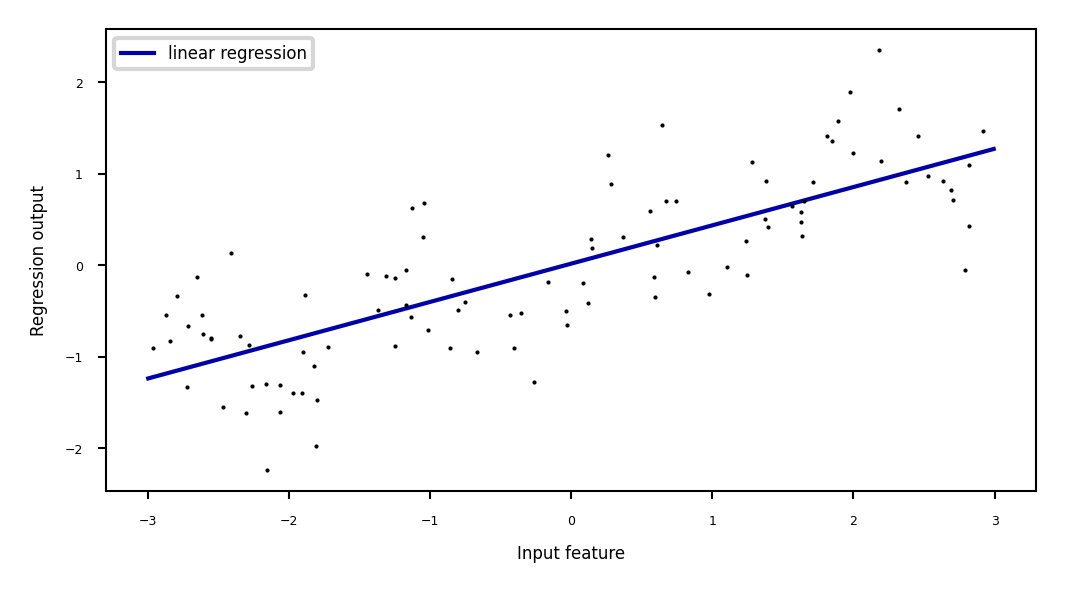 linear regression
2
1
0
−1
−2
Regression output
−3 −2 −1 0 1 2 3
Input feature